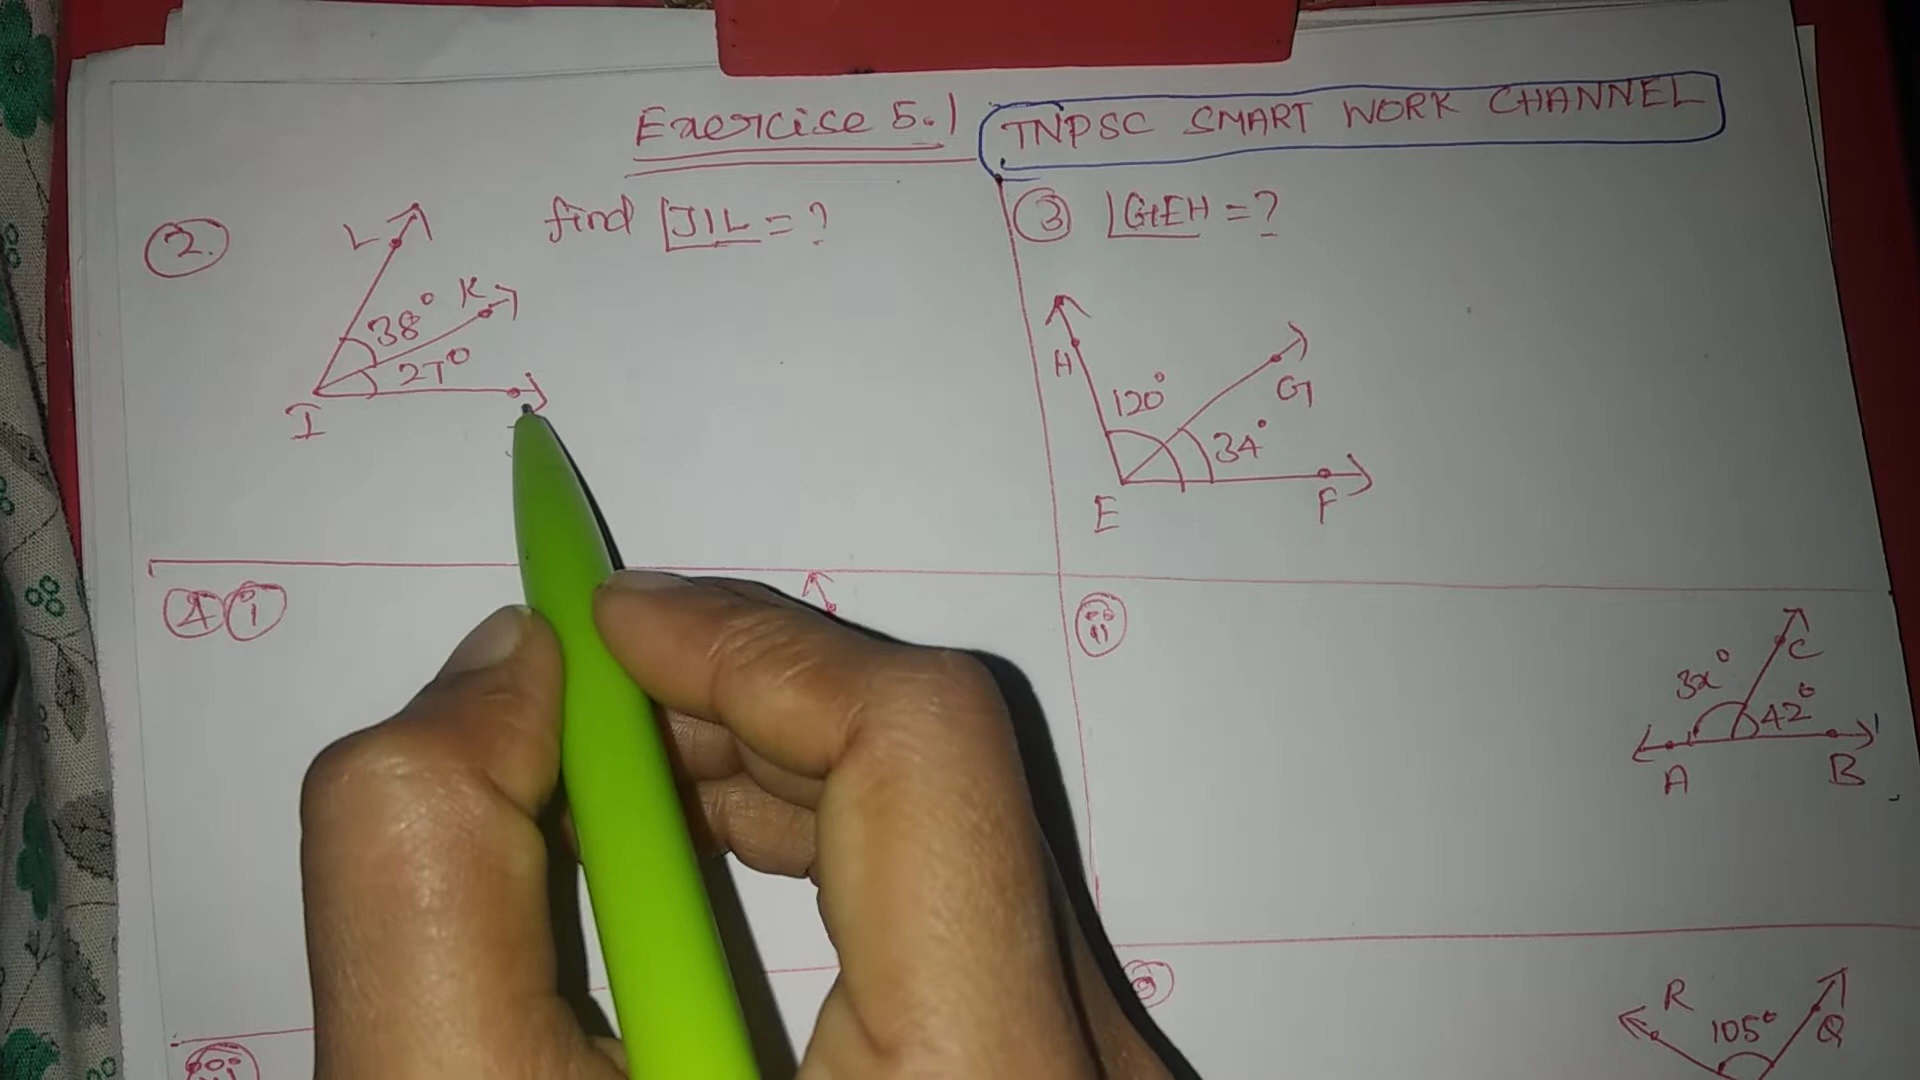 Exercise 5.1
TNPSC SMART WORK CHANNEL
2.
find ∠JIL = ?
L
38° K
27°
I
3 ∠GEH = ?
H
120°
G
34°
E
F
4 i
ii
C
3x°
42°
A
B
iii
R
105°
Q